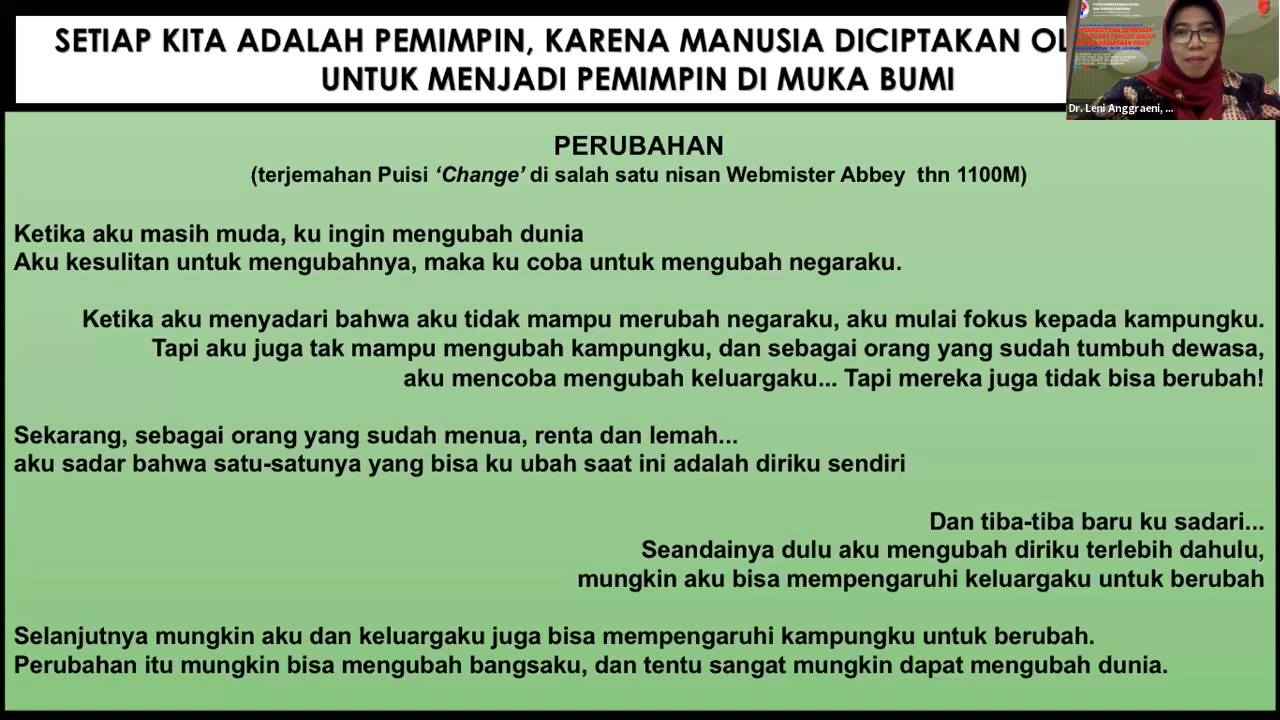 SETIAP KITA ADALAH PEMIMPIN, KARENA MANUSIA DICIPTAKAN OL
UNTUK MENJADI PEMIMPIN DI MUKA BUMI
Dr. Leni Anggraeni, ...
PERUBAHAN
(terjemahan Puisi ‘Change’ di salah satu nisan Webmister Abbey thn 1100M)
Ketika aku masih muda, ku ingin mengubah dunia
Aku kesulitan untuk mengubahnya, maka ku coba untuk mengubah negaraku.
Ketika aku menyadari bahwa aku tidak mampu merubah negaraku, aku mulai fokus kepada kampungku.
Tapi aku juga tak mampu mengubah kampungku, dan sebagai orang yang sudah tumbuh dewasa,
aku mencoba mengubah keluargaku... Tapi mereka juga tidak bisa berubah!
Sekarang, sebagai orang yang sudah menua, renta dan lemah...
aku sadar bahwa satu-satunya yang bisa ku ubah saat ini adalah diriku sendiri
Dan tiba-tiba baru ku sadari...
Seandainya dulu aku mengubah diriku terlebih dahulu,
mungkin aku bisa mempengaruhi keluargaku untuk berubah
Selanjutnya mungkin aku dan keluargaku juga bisa mempengaruhi kampungku untuk berubah.
Perubahan itu mungkin bisa mengubah bangsaku, dan tentu sangat mungkin dapat mengubah dunia.